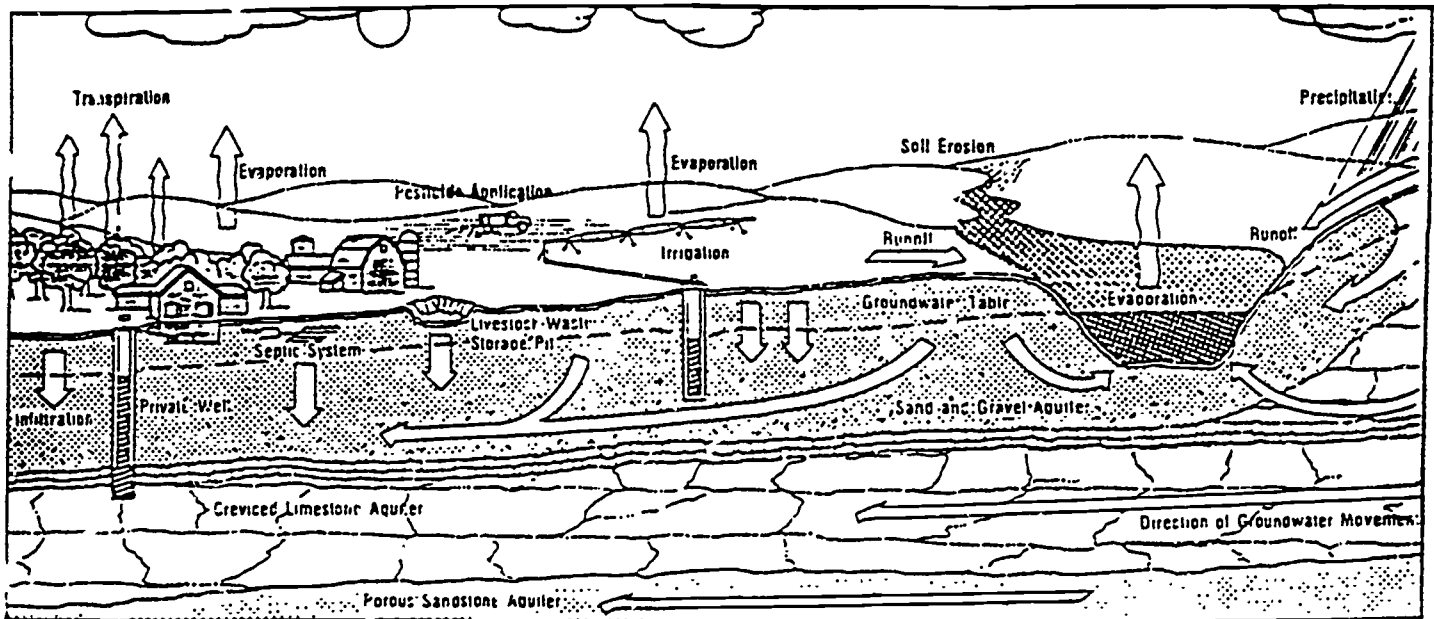 Transpiration
Precipitation
Soil Erosion
Evaporation
Evaporation
Pesticide Application
Runoff
Runoff
Irrigation
Groundwater Table
Evaporation
Livestock Waste
Storage Pit
Septic System
Infiltration
Private Well
Sand and Gravel Aquifer
Creviced Limestone Aquifer
Direction of Groundwater Movement
Porous Sandstone Aquifer